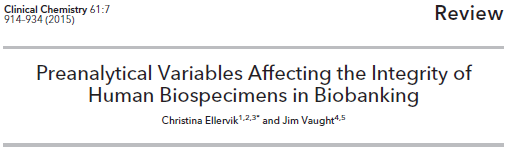 Clinical Chemistry 61:7
914–934 (2015)
Review
Preanalytical Variables Affecting the Integrity of
Human Biospecimens in Biobanking
Christina Ellervik1,2,3* and Jim Vaught4,5